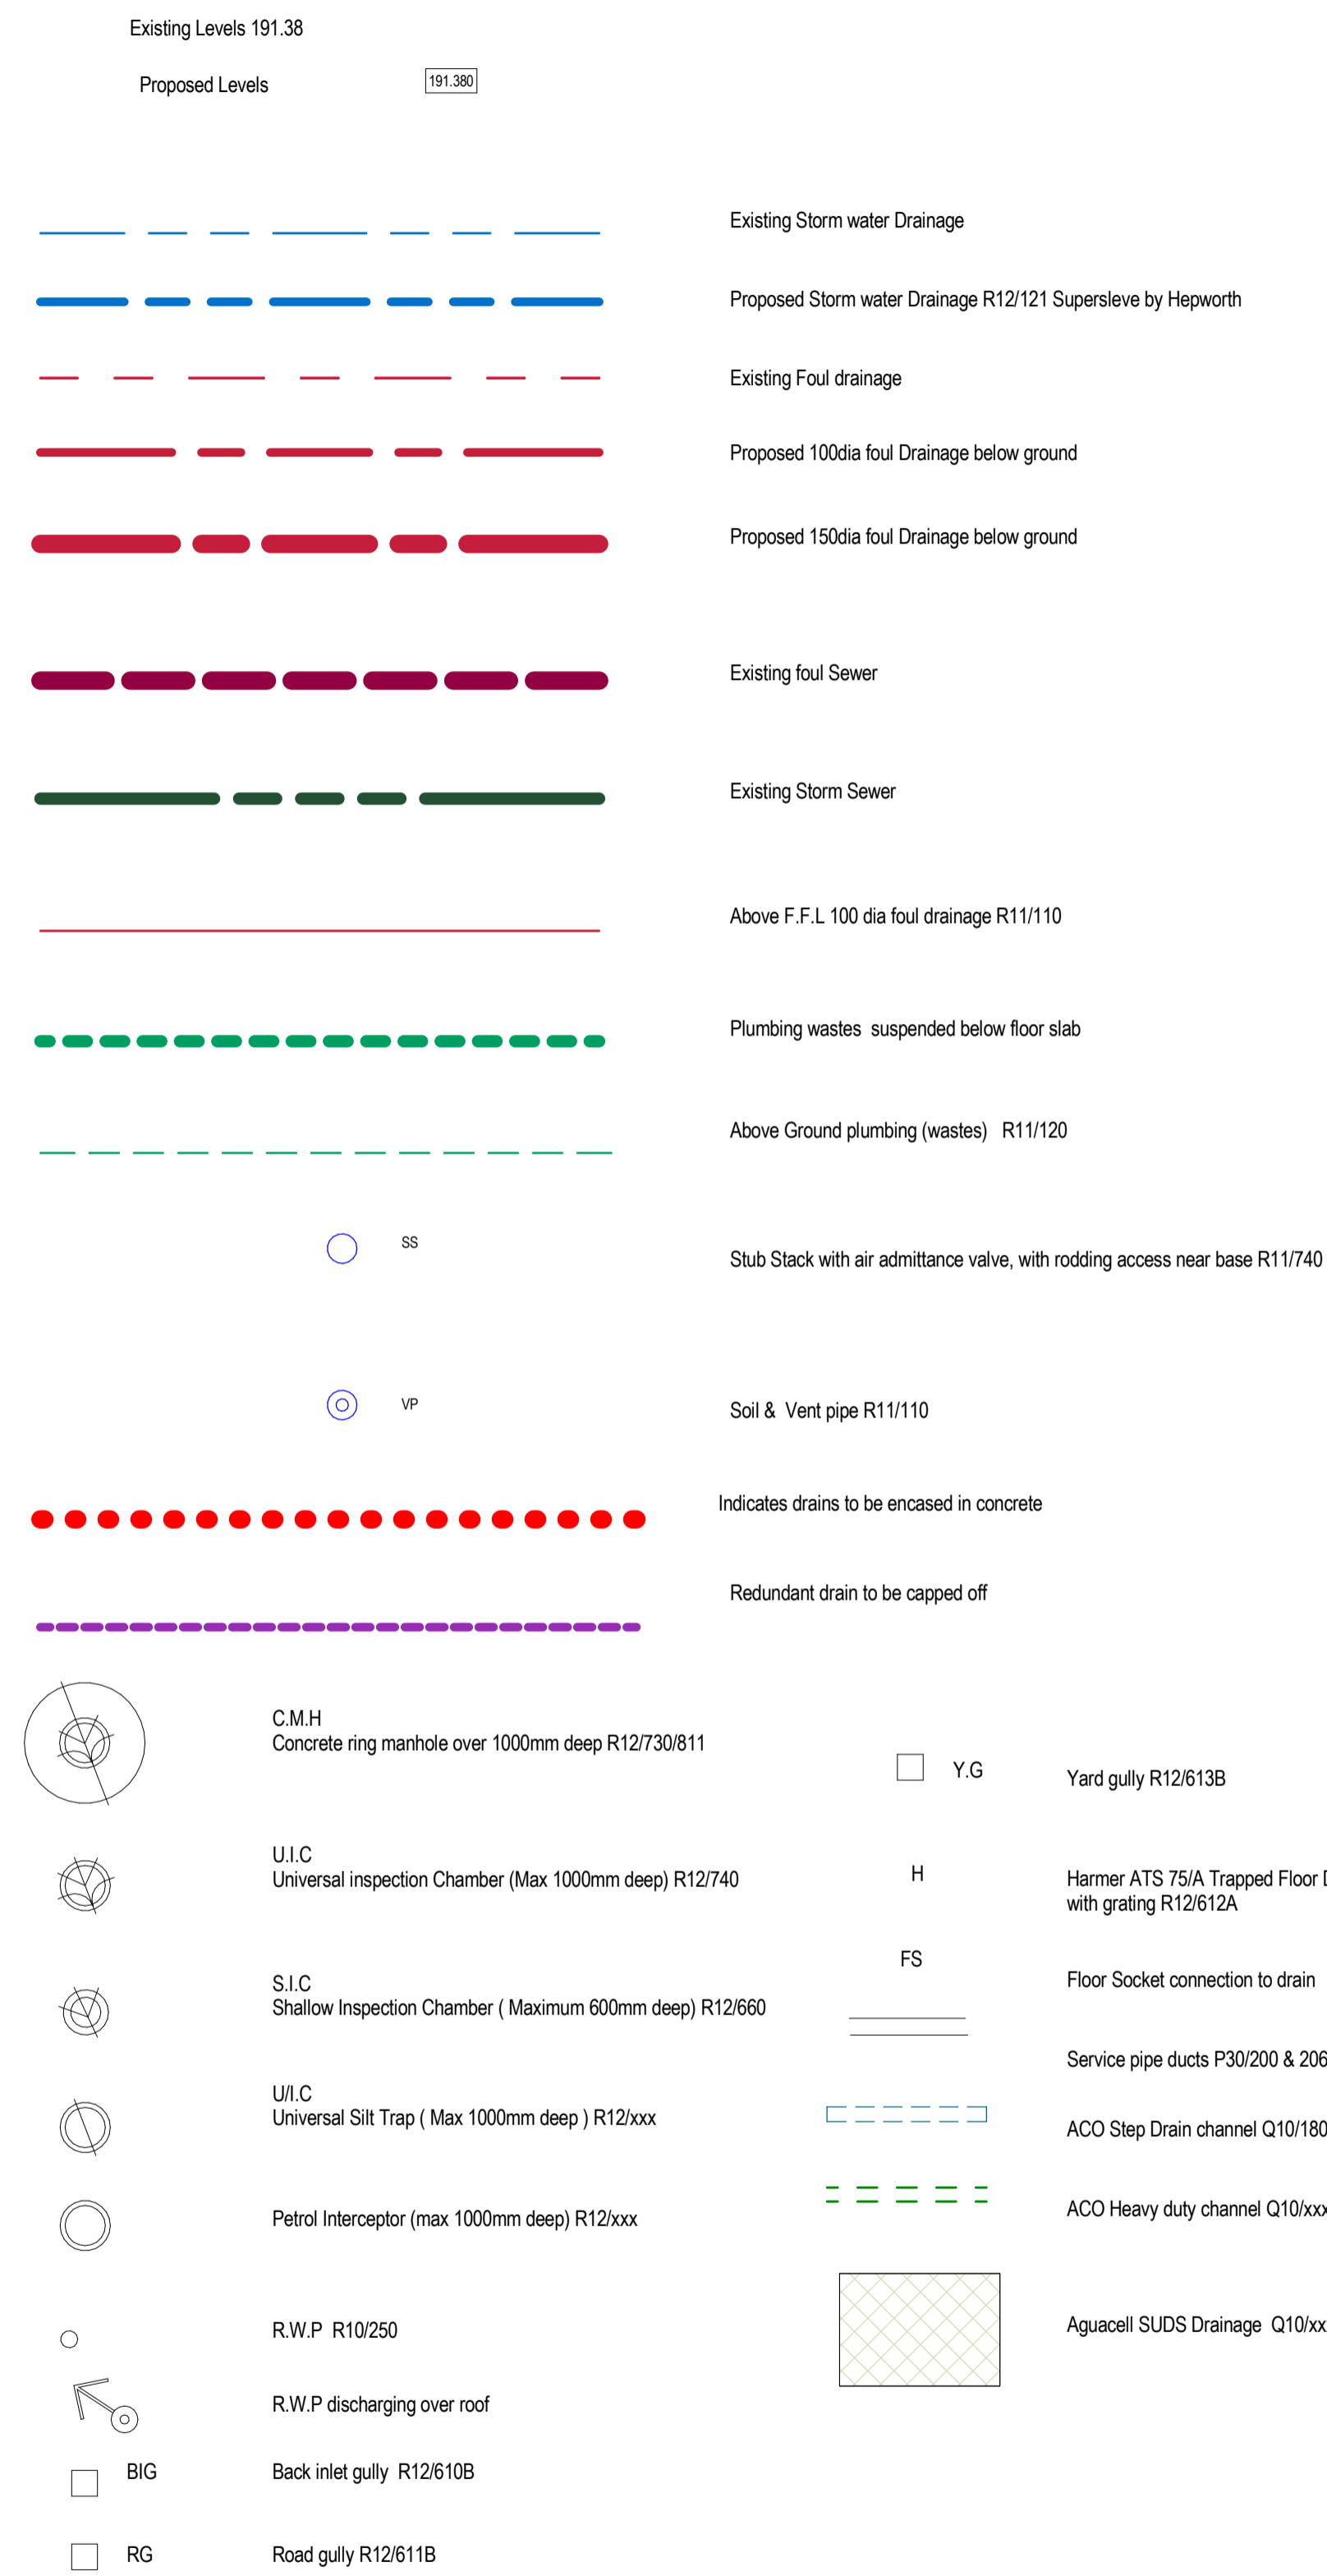 Existing Levels 191.38
Proposed Levels 191.380
Existing Storm water Drainage
Proposed Storm water Drainage R12/121 Supersleve by Hepworth
Existing Foul drainage
Proposed 100dia foul Drainage below ground
Proposed 150dia foul Drainage below ground
Existing foul Sewer
Existing Storm Sewer
Above F.F.L 100 dia foul drainage R11/110
Plumbing wastes suspended below floor slab
Above Ground plumbing (wastes) R11/120
SS
Stub Stack with air admittance valve, with rodding access near base R11/740
VP
Soil & Vent pipe R11/110
Indicates drains to be encased in concrete
Redundant drain to be capped off
C.M.H
Concrete ring manhole over 1000mm deep R12/730/811
U.I.C
Universal inspection Chamber (Max 1000mm deep) R12/740
S.I.C
Shallow Inspection Chamber ( Maximum 600mm deep) R12/660
U/I.C
Universal Silt Trap ( Max 1000mm deep ) R12/xxx
Petrol Interceptor (max 1000mm deep) R12/xxx
R.W.P R10/250
R.W.P discharging over roof
BIG
Back inlet gully R12/610B
RG
Road gully R12/611B
Y.G
Yard gully R12/613B
H
Harmer ATS 75/A Trapped Floor
with grating R12/612A
FS
Floor Socket connection to drain
Service pipe ducts P30/200 & 206
ACO Step Drain channel Q10/180
ACO Heavy duty channel Q10/xxx
Aguacell SUDS Drainage Q10/xx